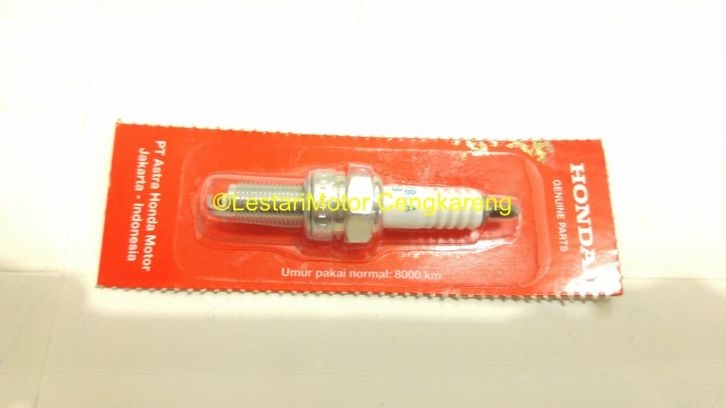 PT Astra Honda Motor
Jakarta - Indonesia
©LestariMotor Cengkareng
Umur pakai normal: 8000 km
HONDA
GENUINE PARTS